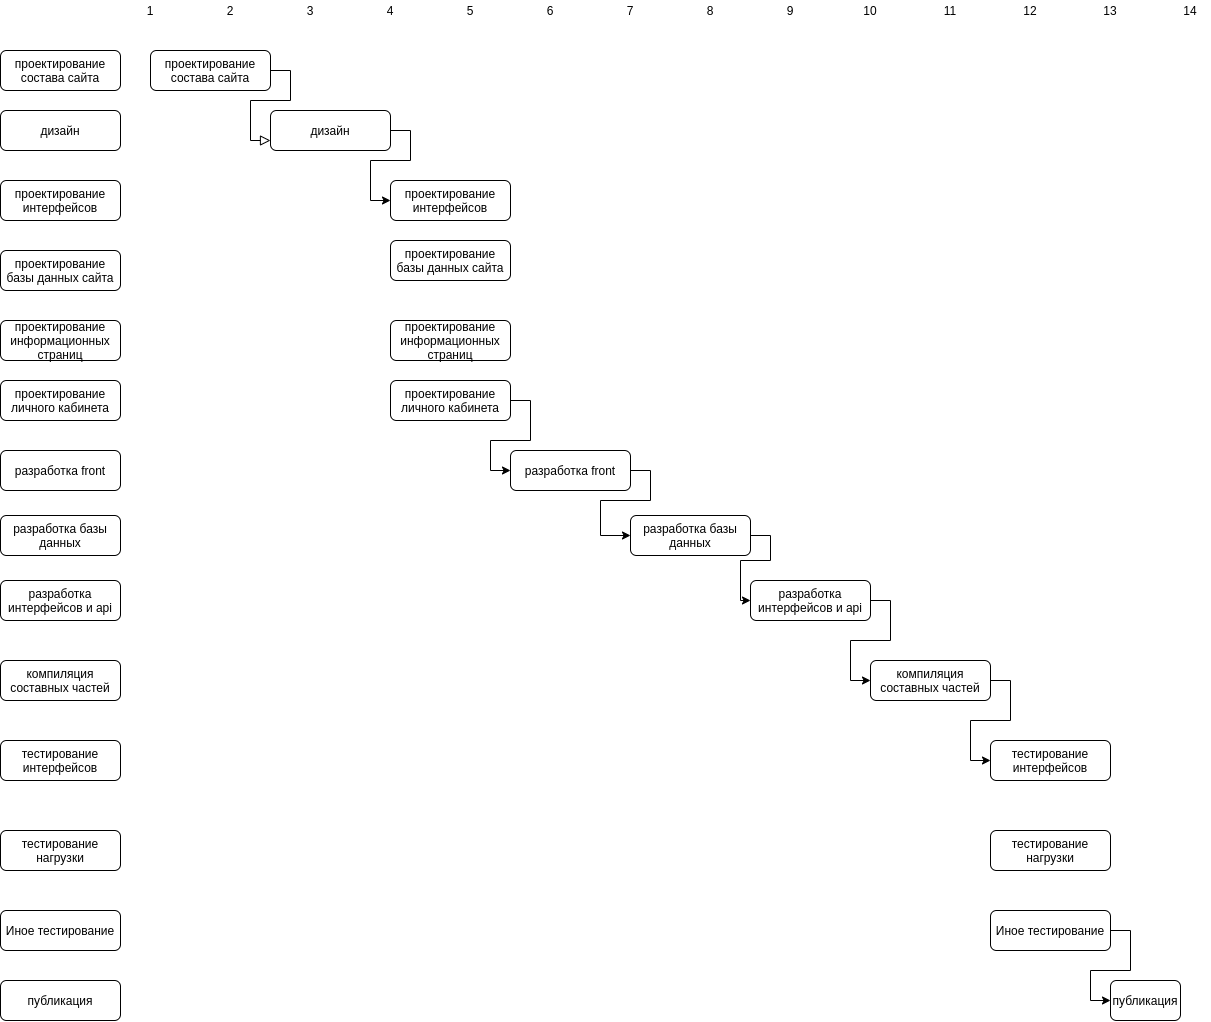 1 2 3 4 5 6 7 8 9 10 11 12 13 14
проектирование
состава сайта
проектирование
состава сайта
дизайн
дизайн
проектирование
интерфейсов
проектирование
интерфейсов
проектирование
базы данных сайта
проектирование
базы данных сайта
проектирование
информационных
страниц
проектирование
информационных
страниц
проектирование
личного кабинета
проектирование
личного кабинета
разработка front
разработка front
разработка базы
данных
разработка базы
данных
разработка
интерфейсов и api
разработка
интерфейсов и api
компиляция
составных частей
компиляция
составных частей
тестирование
интерфейсов
тестирование
интерфейсов
тестирование
нагрузки
тестирование
нагрузки
Иное тестирование
Иное тестирование
публикация
публикация